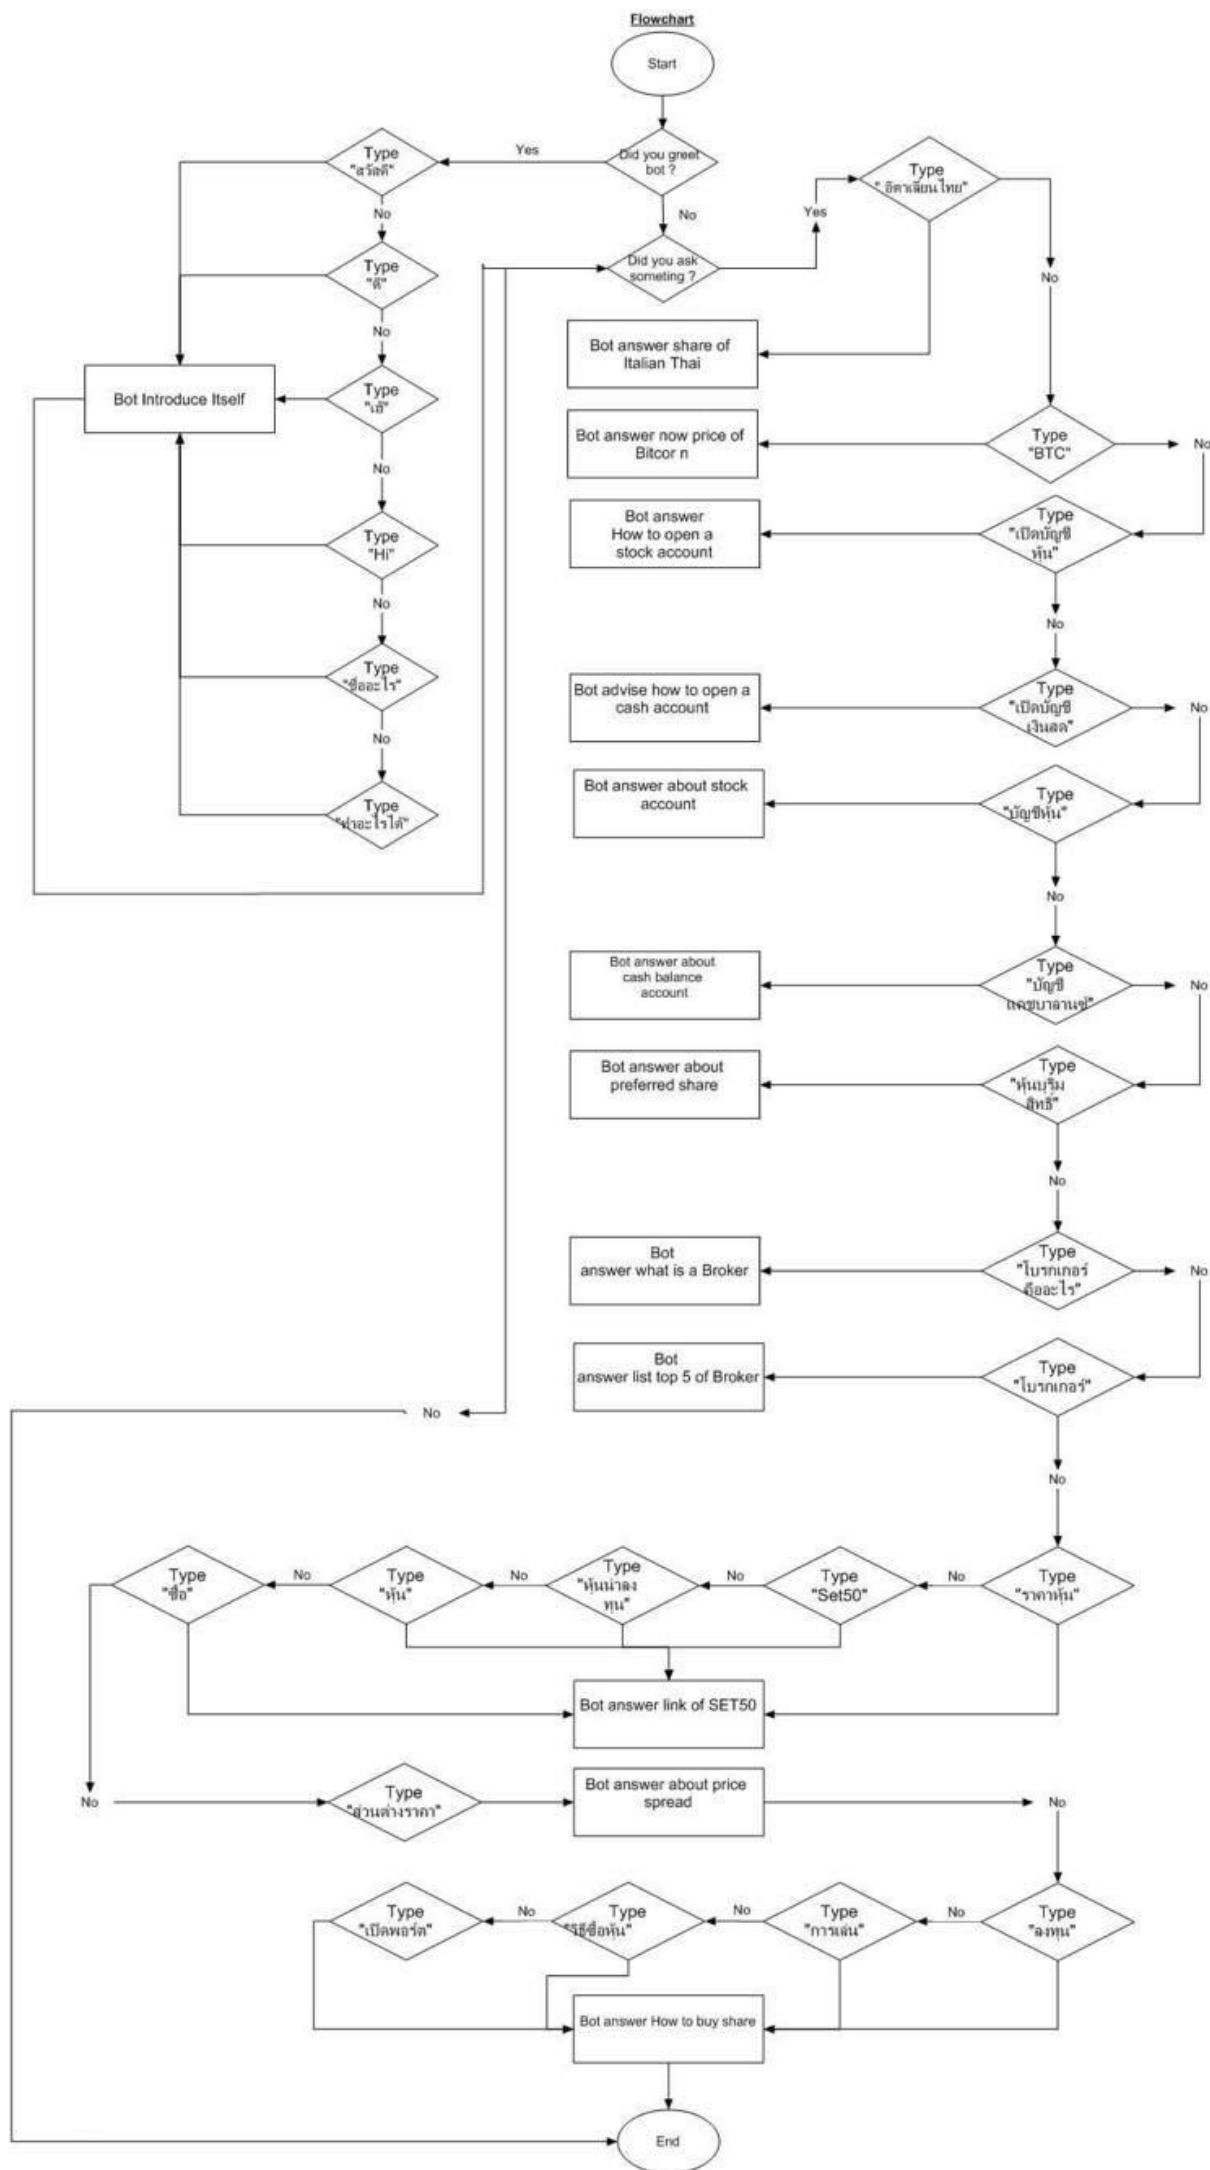 Flowchart
Start
Did you greet
bot ?
Yes
No
Type
"สวัสดี"
No
Type
"ดี"
No
Type
No
Type
"Hi"
No
Type
"ชื่ออะไร"
No
Type
"ทำอะไรได้"
Bot Introduce Itself
Did you ask
someting ?
Yes
Type
" อิตาเลียนไทย"
No
Bot answer share of
Italian Thai
Type
"BTC"
No
Bot answer now price of
Bitcor n
Type
"เปิดบัญชี
หุ้น"
No
Bot answer
How to open a
stock account
Type
"เปิดบัญชี
เงินสด"
No
Bot advise how to open a
cash account
Type
"บัญชีหุ้น"
No
Bot answer about stock
account
Type
"บัญชี
แคชบาลานซ์"
No
Bot answer about
cash balance
account
Type
"หุ้นบุริม
สิทธิ์"
No
Bot answer about
preferred share
Type
"โบรกเกอร์
คืออะไร"
No
Bot
answer what is a Broker
Type
"โบรกเกอร์"
No
Bot
answer list top 5 of Broker
No
Type
"ราคาหุ้น"
No
Type
"Set50"
No
Type
"หุ้นน่าลง
ทุน"
No
Type
"หุ้น"
No
Type
"ชื่อ"
Bot answer link of SET50
No
Type
"ส่วนต่างราคา"
Bot answer about price
spread
No
Type
"ลงทุน"
No
Type
"การเล่น"
No
Type
"วิธีซื้อหุ้น"
No
Type
"เปิดพอร์ต"
Bot answer How to buy share
End